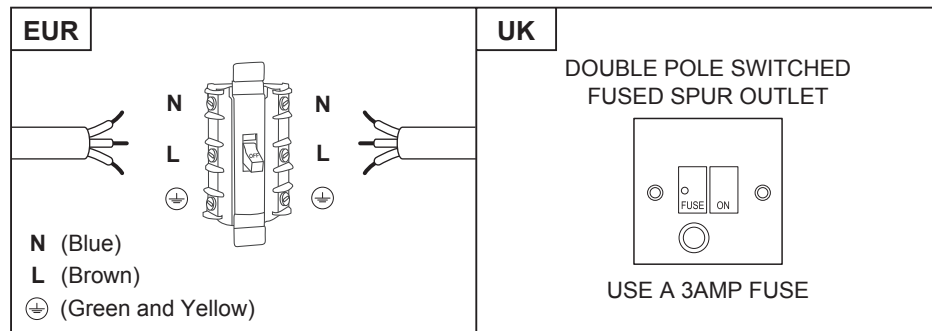 EUR
N
N
L
L
OFF
N (Blue)
L (Brown)
(Green and Yellow)
UK
DOUBLE POLE SWITCHED
FUSED SPUR OUTLET
FUSE
ON
USE A 3AMP FUSE